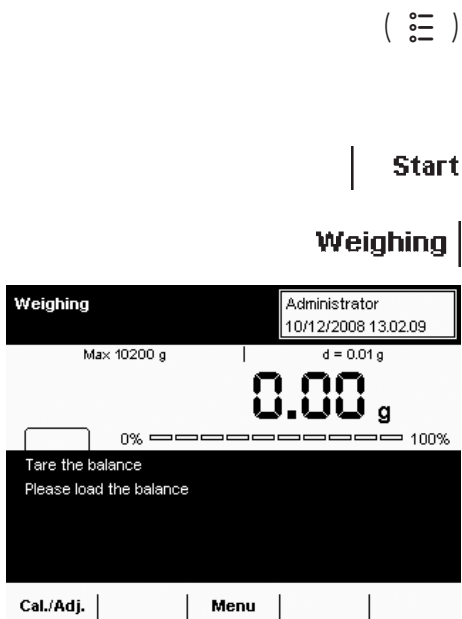 Start
Weighing
Weighing
Administrator
10/12/2008 13.02.09
Max 10200 g d = 0.01 g
0.00 g
0% 100%
Tare the balance
Please load the balance
Cal./Adj. Menu